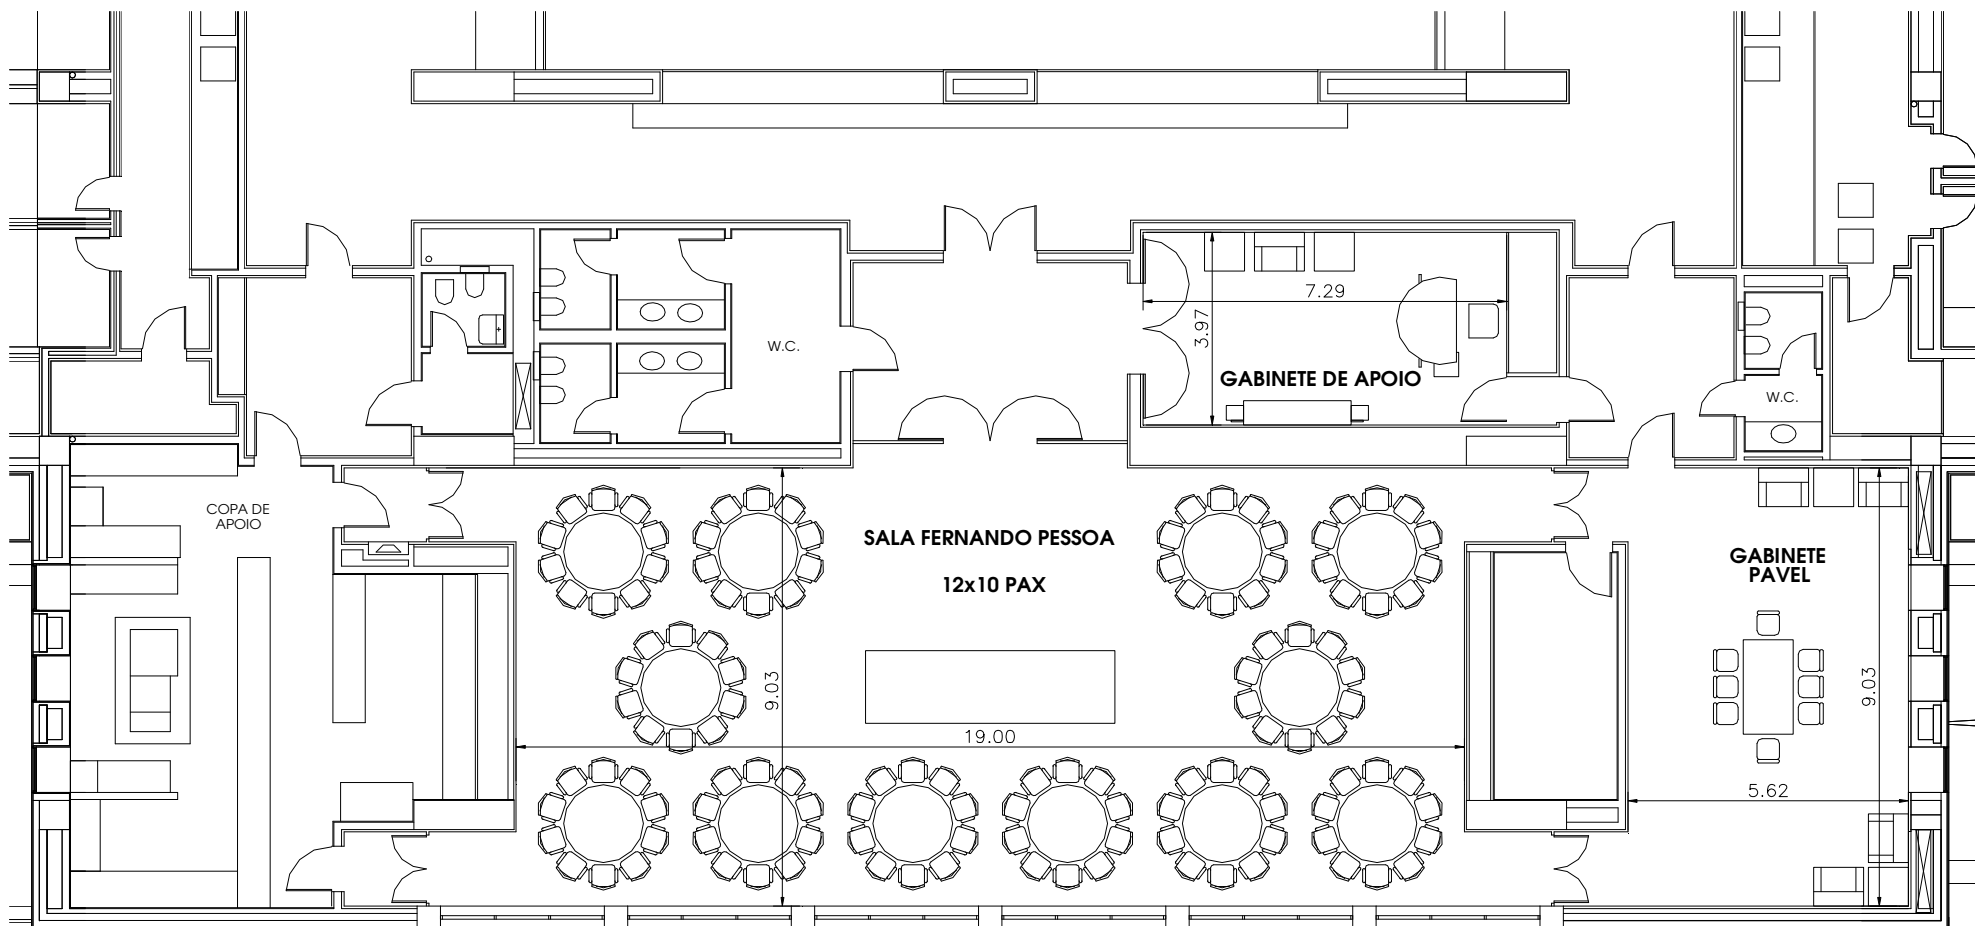 7.29
3.97
W.C.
GABINETE DE APOIO
W.C.
COPA DE
APOIO
SALA FERNANDO PESSOA
12x10 PAX
GABINETE
PAVEL
9.03
9.03
19.00
5.62